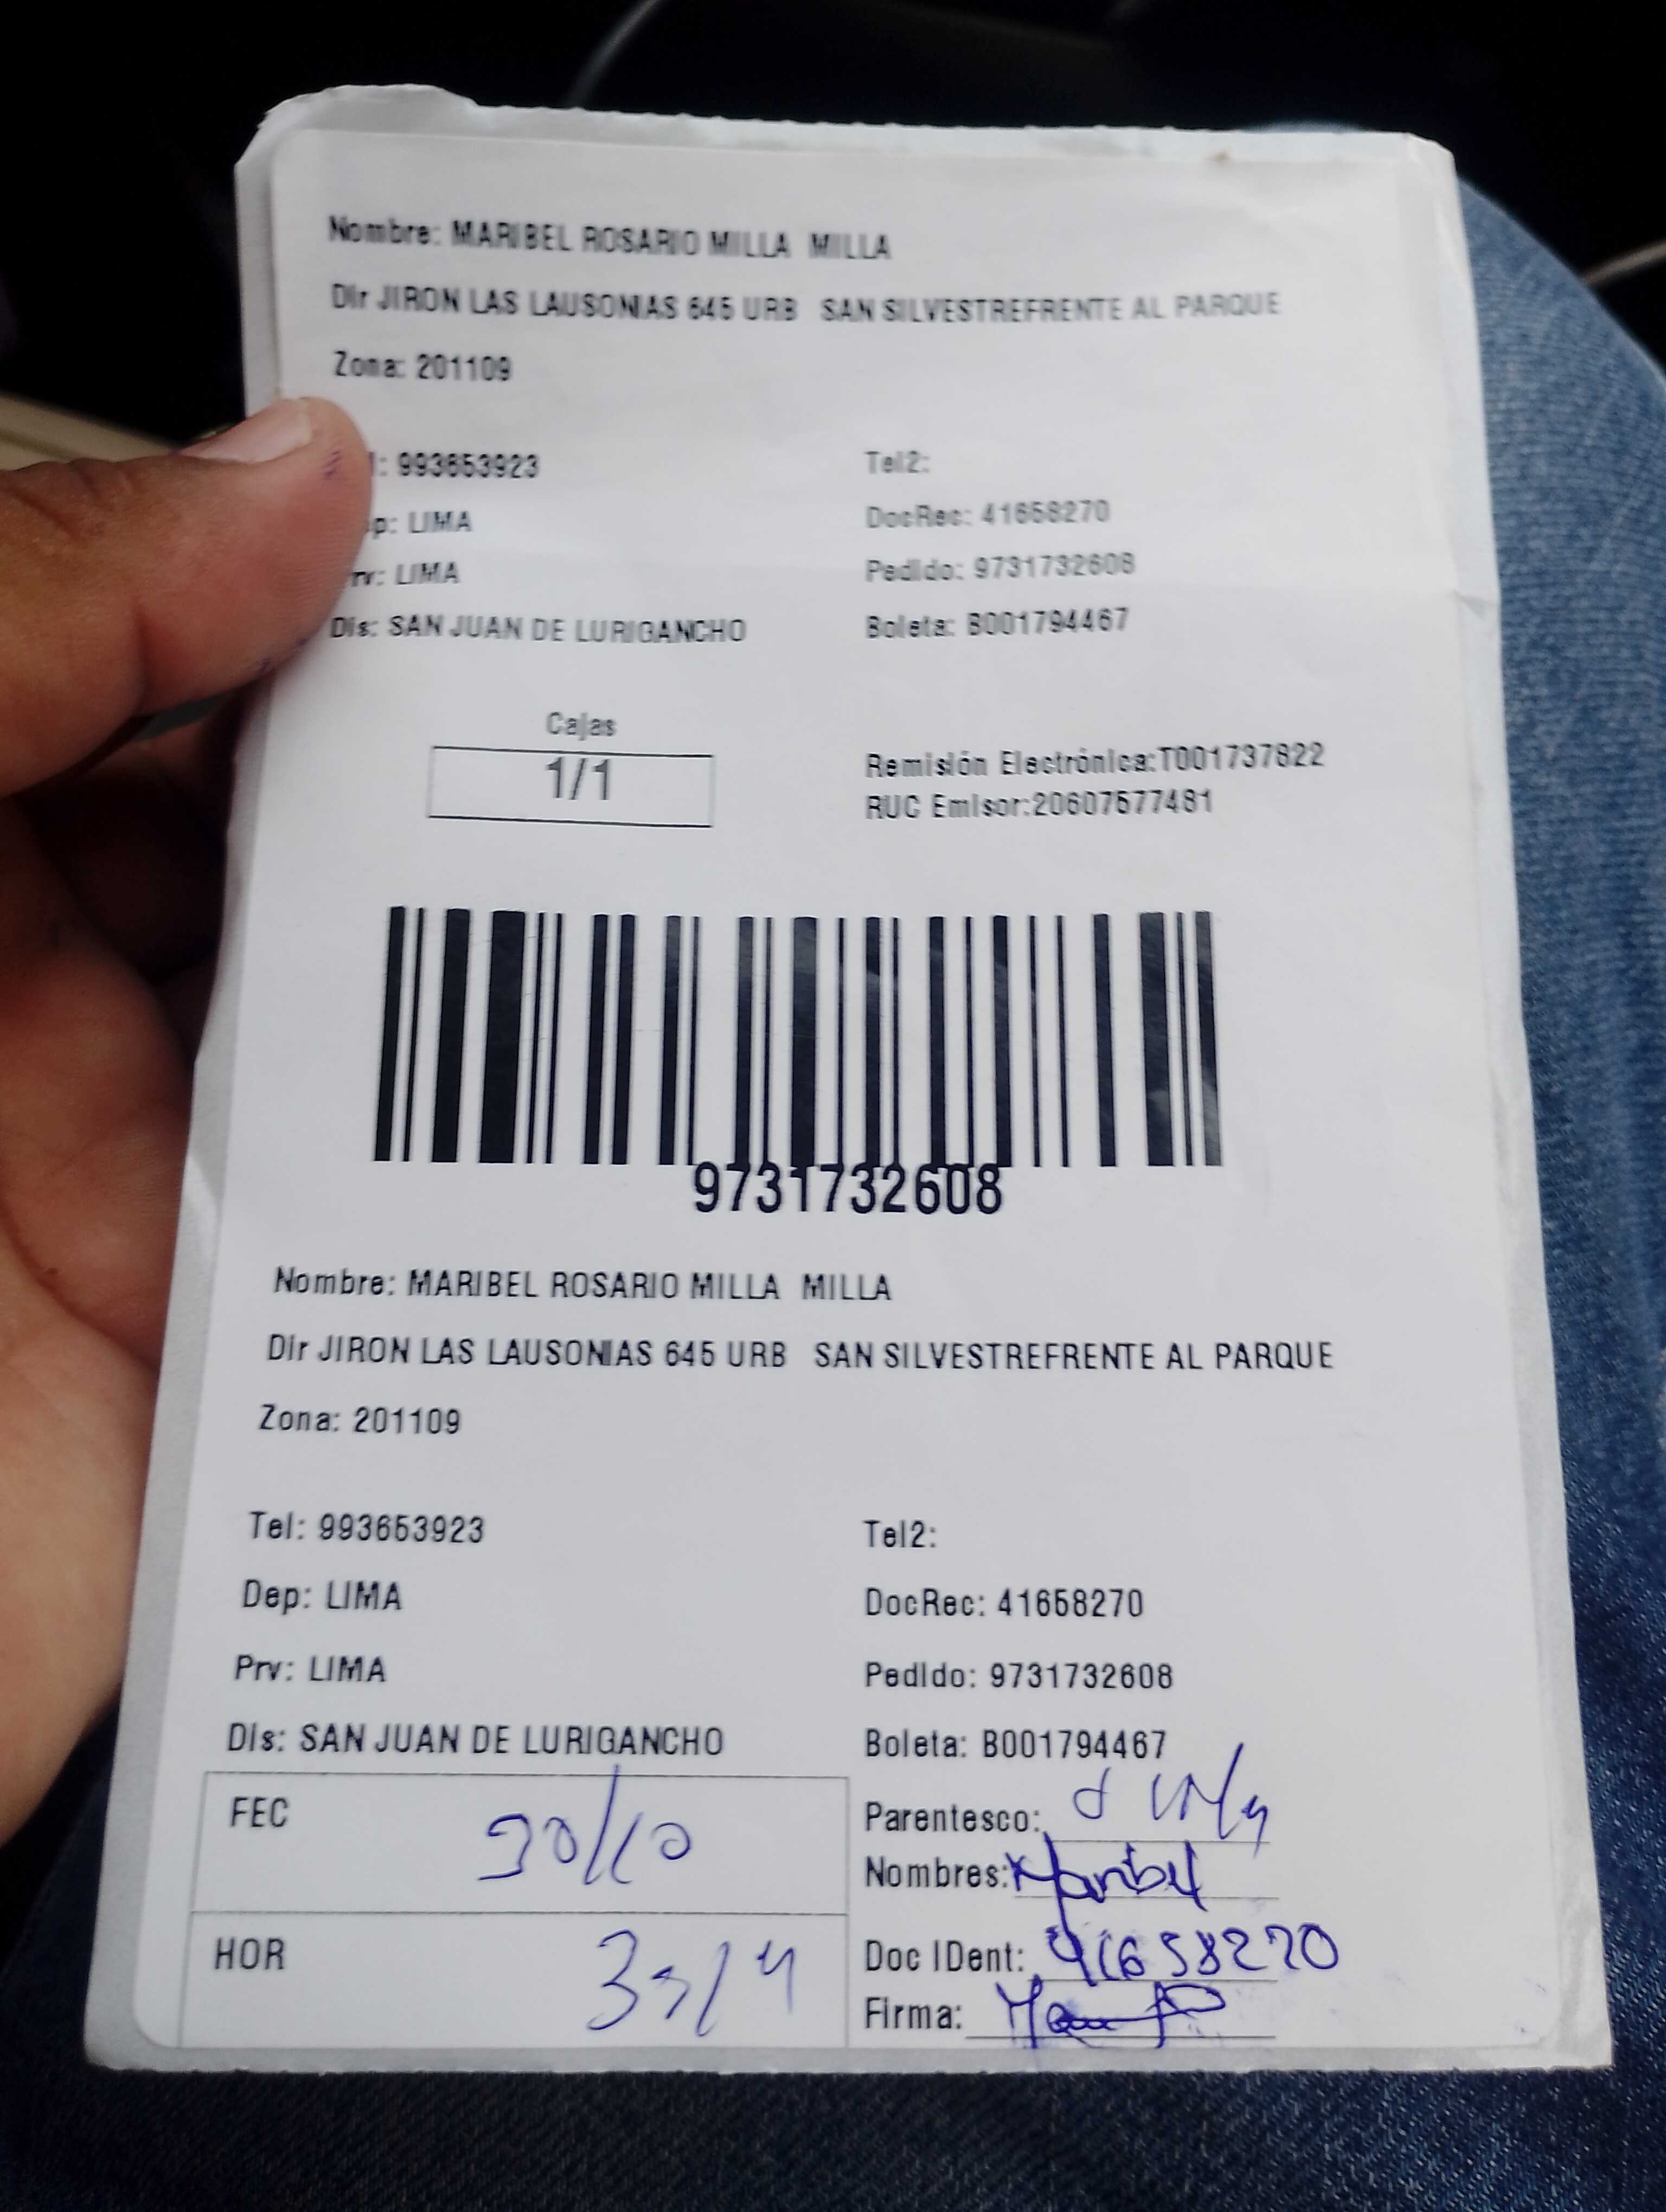 Nombre: MARIBEL ROSARIO MILLA MILLA
Dir JIRON LAS LAUSONIAS 645 URB SAN SILVESTREFRENTE AL PARQUE
Zona: 201109
: 993653923 Tel2:
p: LIMA DocRec: 41658270
rv: LIMA Pedido: 9731732608
Dis: SAN JUAN DE LURIGANCHO Boleta: B001794467
Cajas
1/1
Remisión Electrónica:T001737822
RUC Emisor:20607577481
9731732608
Nombre: MARIBEL ROSARIO MILLA MILLA
Dir JIRON LAS LAUSONIAS 645 URB SAN SILVESTREFRENTE AL PARQUE
Zona: 201109
Tel: 993653923 Tel2:
Dep: LIMA DocRec: 41658270
Prv: LIMA Pedido: 9731732608
Dis: SAN JUAN DE LURIGANCHO Boleta: B001794467
FEC Parentesco:
Nombres: Maribel
HOR Doc IDent: 41658270
Firma: